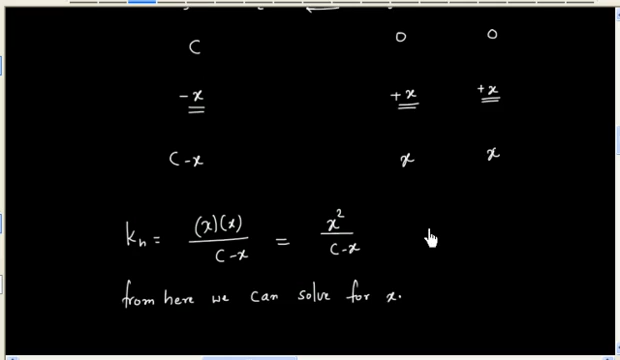 C 0 0
-x +x +x
C-x x x
Kh = (x)(x) / C-x = x² / C-x
from here we can solve for x.